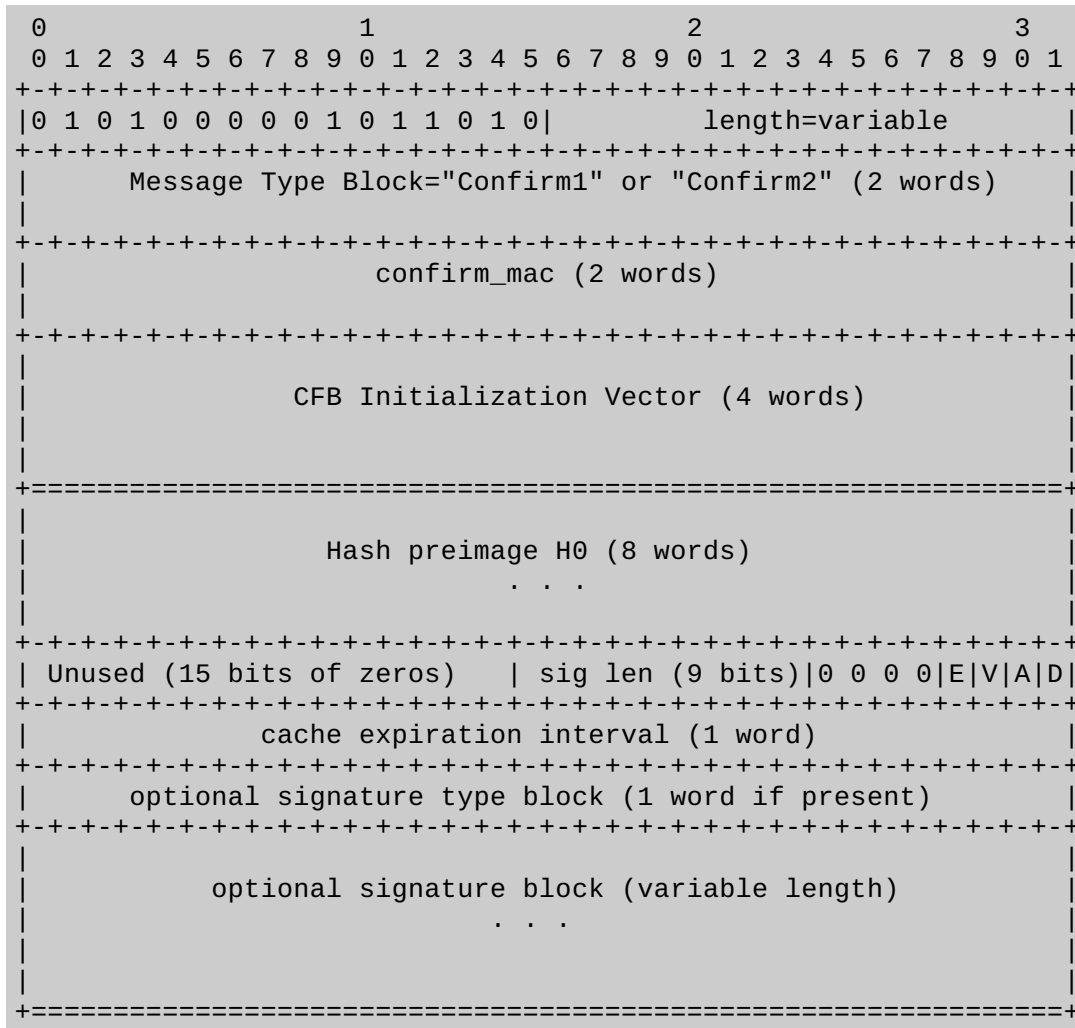 0                   1                   2                   3
0 1 2 3 4 5 6 7 8 9 0 1 2 3 4 5 6 7 8 9 0 1 2 3 4 5 6 7 8 9 0 1
+-+-+-+-+-+-+-+-+-+-+-+-+-+-+-+-+-+-+-+-+-+-+-+-+-+-+-+-+-+-+-+-+
|0 1 0 1 0 0 0 0 0 1 0 1 1 0 1 0|         length=variable       |
+-+-+-+-+-+-+-+-+-+-+-+-+-+-+-+-+-+-+-+-+-+-+-+-+-+-+-+-+-+-+-+-+
|      Message Type Block="Confirm1" or "Confirm2" (2 words)    |
|                                                               |
+-+-+-+-+-+-+-+-+-+-+-+-+-+-+-+-+-+-+-+-+-+-+-+-+-+-+-+-+-+-+-+-+
|                     confirm_mac (2 words)                     |
|                                                               |
+-+-+-+-+-+-+-+-+-+-+-+-+-+-+-+-+-+-+-+-+-+-+-+-+-+-+-+-+-+-+-+-+
|                                                               |
|                CFB Initialization Vector (4 words)            |
|                                                               |
|                                                               |
+===============================================================+
|                                                               |
|                  Hash preimage H0 (8 words)                   |
|                             . . .                             |
|                                                               |
+-+-+-+-+-+-+-+-+-+-+-+-+-+-+-+-+-+-+-+-+-+-+-+-+-+-+-+-+-+-+-+-+
| Unused (15 bits of zeros)   | sig len (9 bits)|0 0 0 0|E|V|A|D|
+-+-+-+-+-+-+-+-+-+-+-+-+-+-+-+-+-+-+-+-+-+-+-+-+-+-+-+-+-+-+-+-+
|              cache expiration interval (1 word)               |
+-+-+-+-+-+-+-+-+-+-+-+-+-+-+-+-+-+-+-+-+-+-+-+-+-+-+-+-+-+-+-+-+
|      optional signature type block (1 word if present)        |
+-+-+-+-+-+-+-+-+-+-+-+-+-+-+-+-+-+-+-+-+-+-+-+-+-+-+-+-+-+-+-+-+
|                                                               |
|           optional signature block (variable length)          |
|                            . . .                              |
|                                                               |
|                                                               |
+===============================================================+